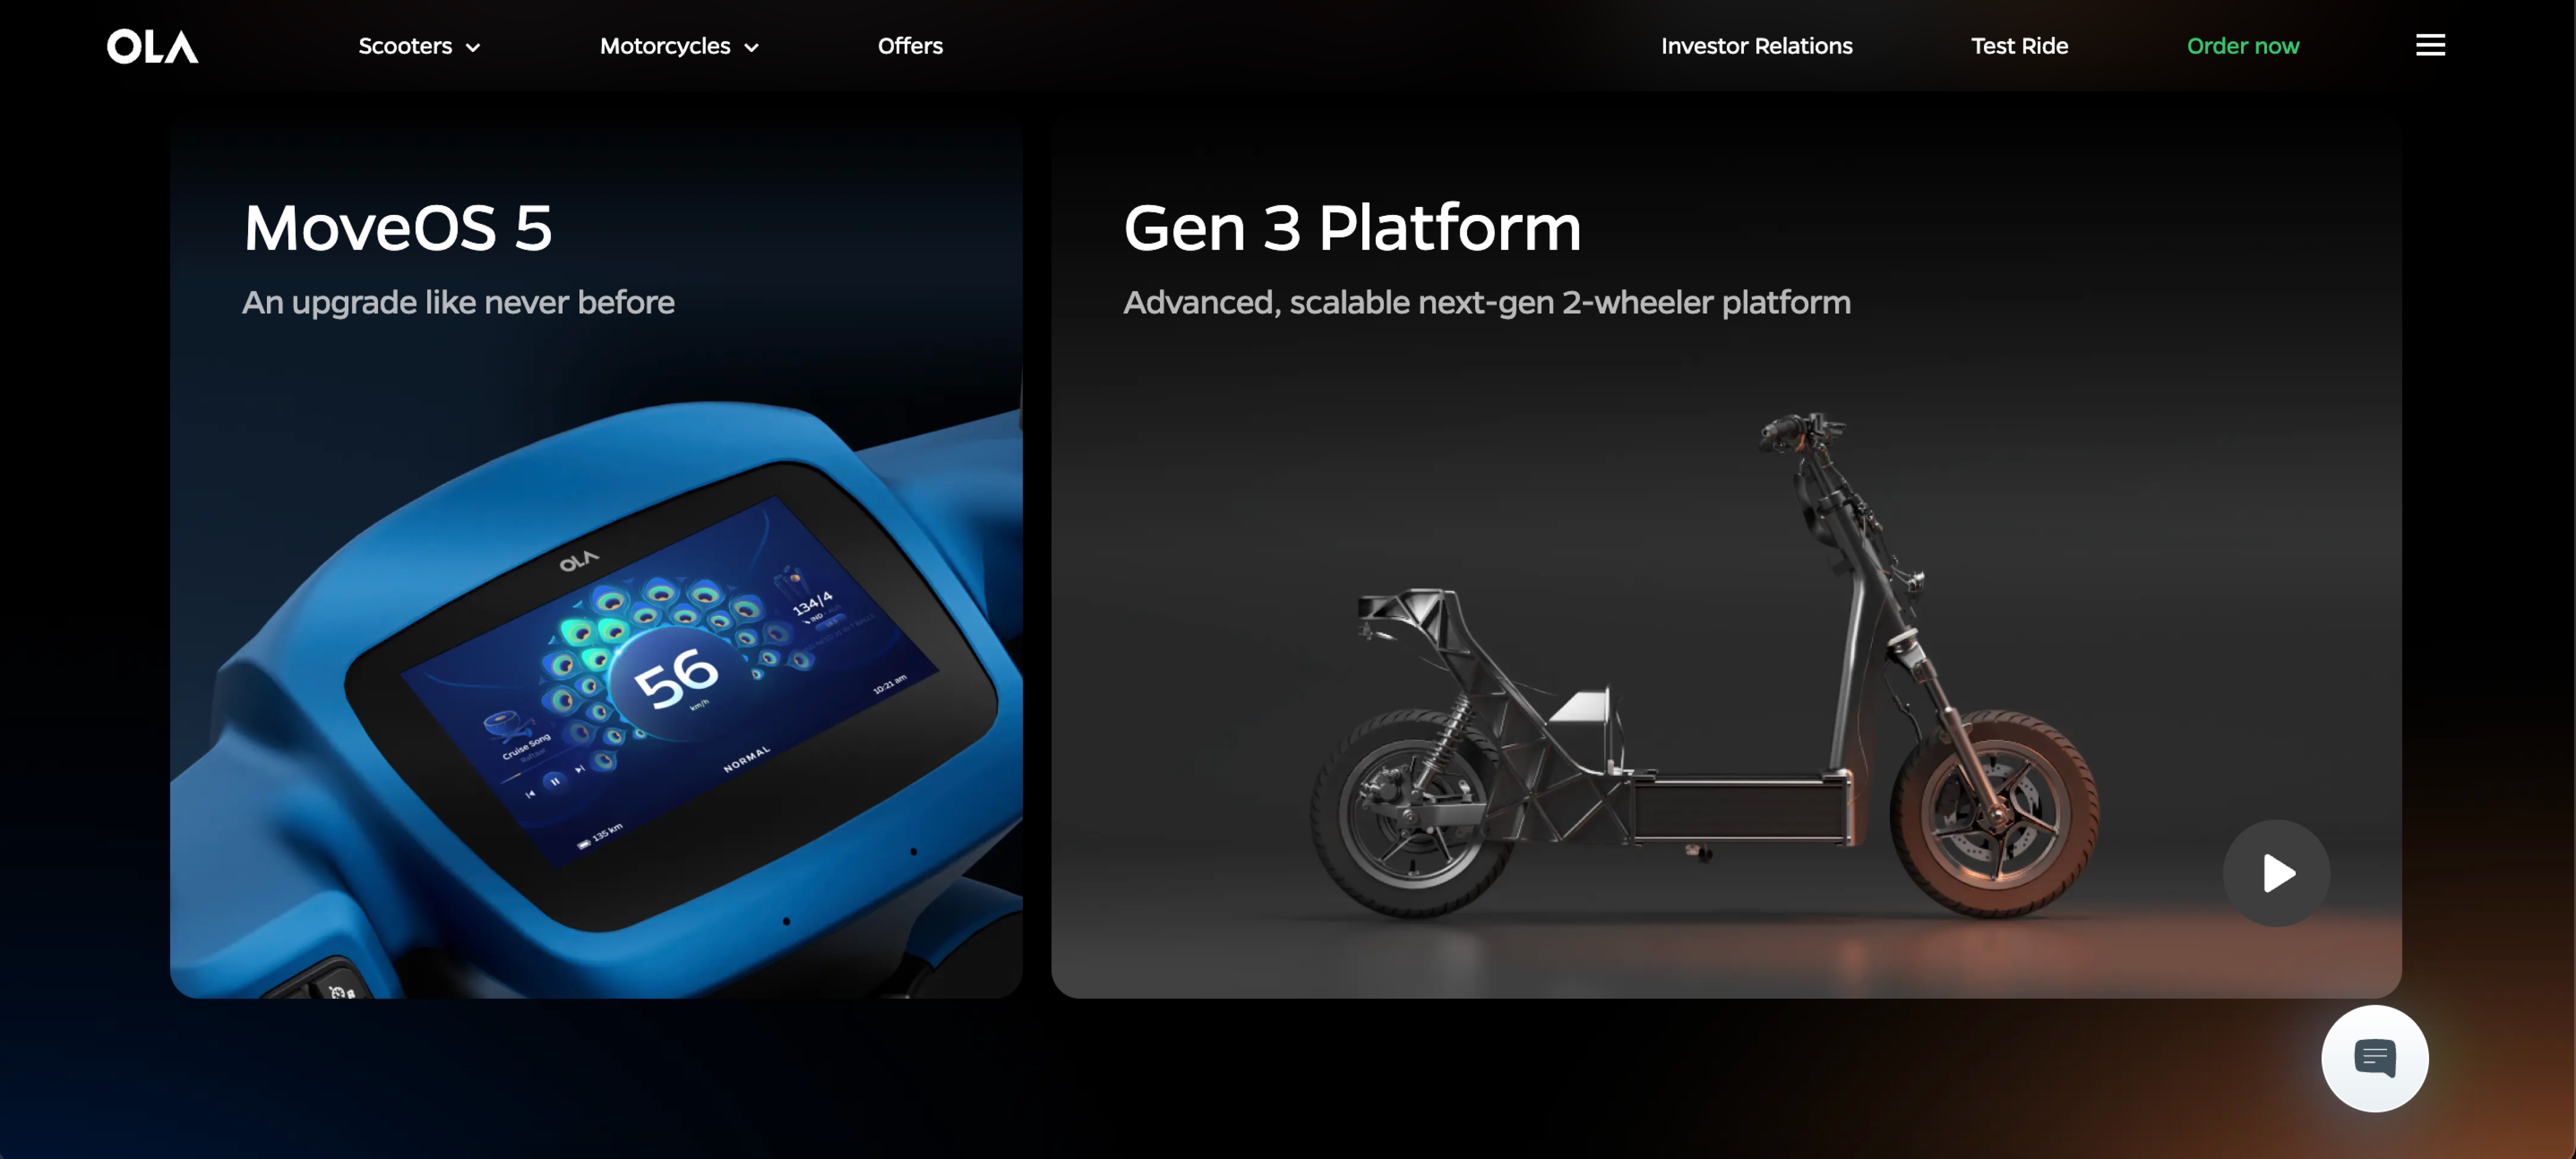 OLA
Scooters
Motorcycles
Offers
Investor Relations
Test Ride
Order now
MoveOS 5
An upgrade like never before
OLA
134/4
IND
56
km/h
10:21 am
Cruise Song
NORMAL
135 km
Gen 3 Platform
Advanced, scalable next-gen 2-wheeler platform